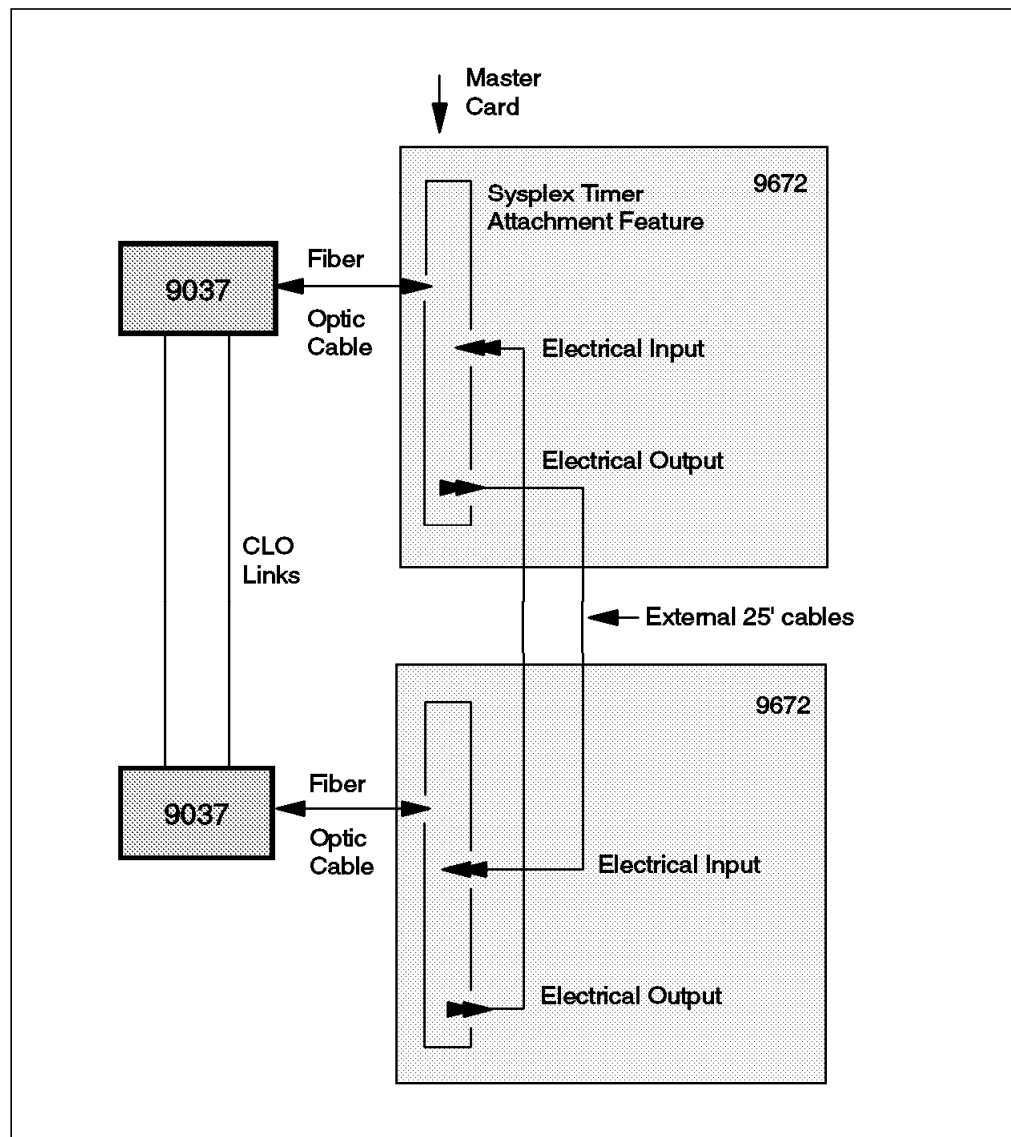 Master
Card
9672
Sysplex Timer
Attachment Feature
Fiber
9037
Optic
Cable
Electrical Input
Electrical Output
CLO
Links
External 25' cables
9672
Fiber
9037
Optic
Cable
Electrical Input
Electrical Output